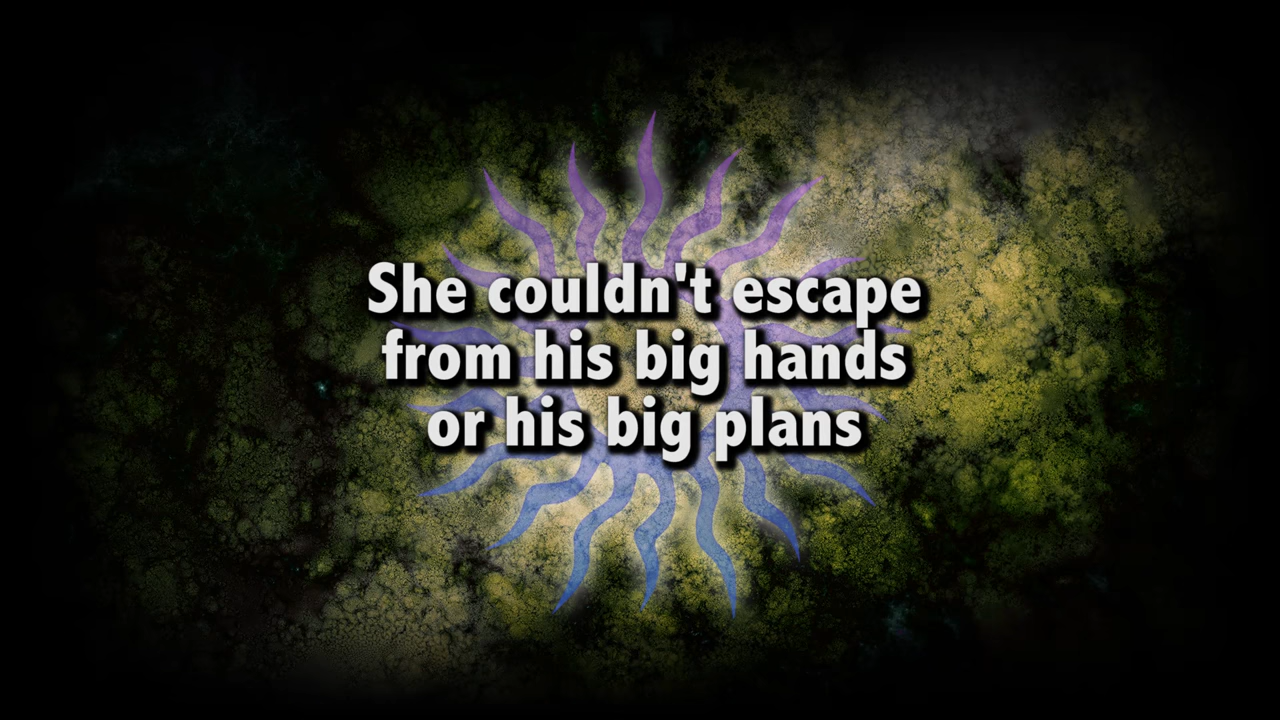 She couldn't escape
from his big hands
or his big plans